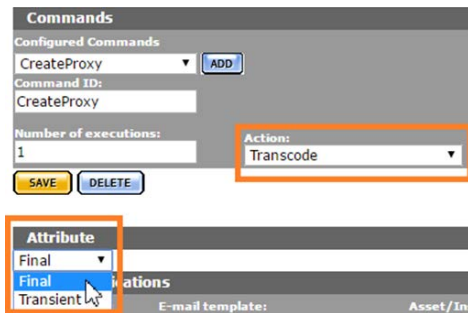 Commands
Configured Commands
CreateProxy
ADD
Command ID:
CreateProxy
Number of executions:
Action:
1
Transcode
SAVE
DELETE
Attribute
Final
Final
ications
Transient
E-mail template:
Asset/In